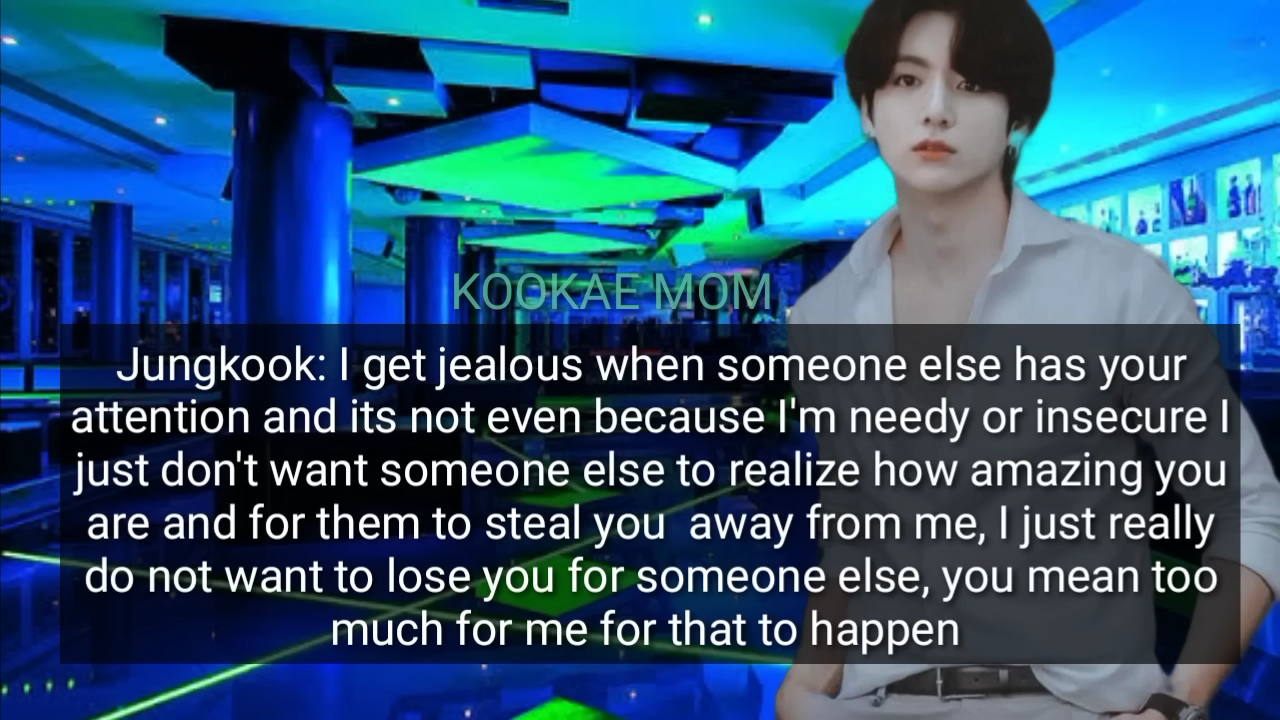 KOOKAE MOM
Jungkook: I get jealous when someone else has your
attention and its not even because I'm needy or insecure I
just don't want someone else to realize how amazing you
are and for them to steal you  away from me, I just really
do not want to lose you for someone else, you mean too
much for me for that to happen